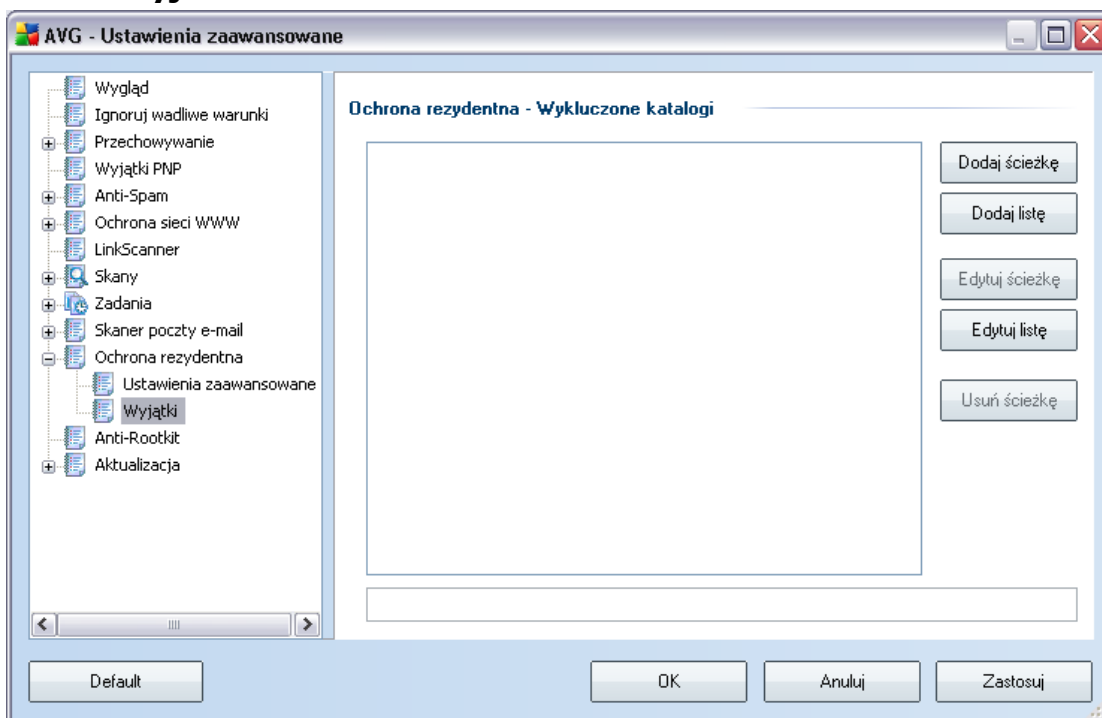 AVG - Ustawienia zaawansowane
Wygląd
Ignoruj wadliwe warunki
Przechowywanie
Wyjątki PNP
Anti-Spam
Ochrona sieci WWW
LinkScanner
Skany
Zadania
Skaner poczty e-mail
Ochrona rezydentna
Ustawienia zaawansowane
Wyjątki
Anti-Rootkit
Aktualizacja
Ochrona rezydentna - Wykluczone katalogi
Dodaj ścieżkę
Dodaj listę
Edytuj ścieżkę
Edytuj listę
Usuń ścieżkę
Default
OK
Anuluj
Zastosuj